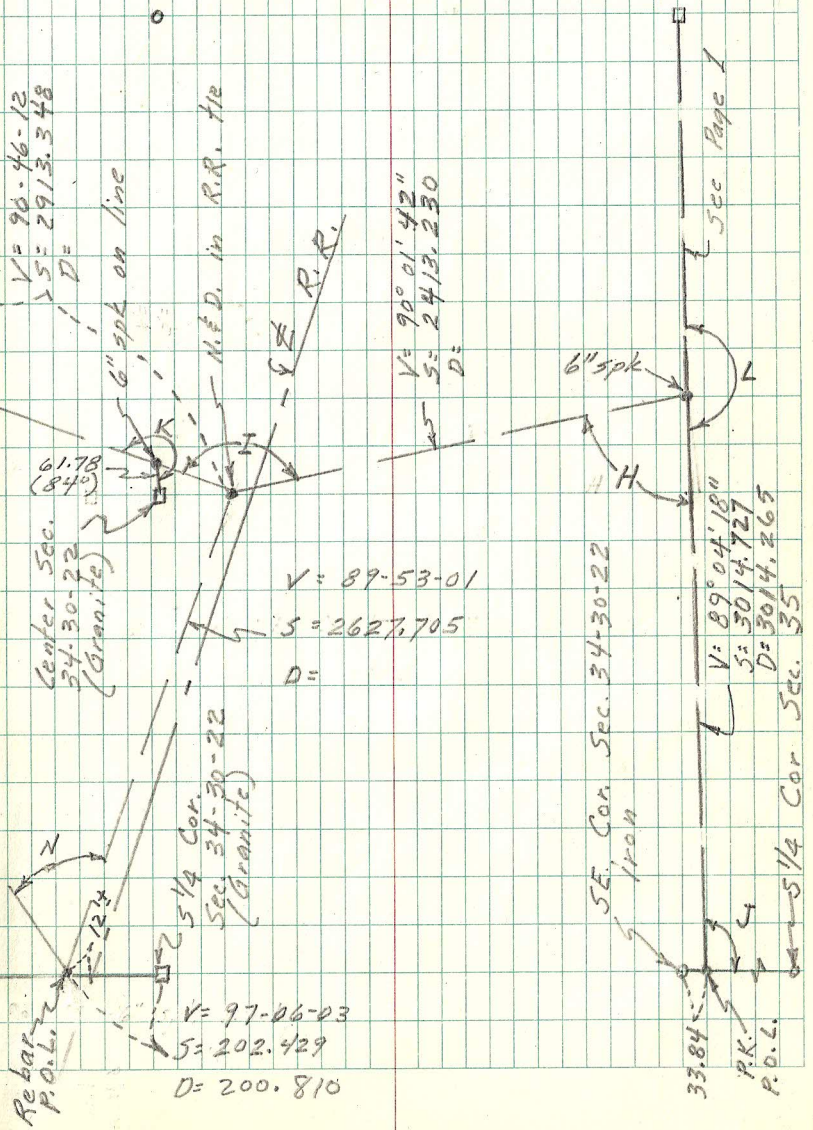 V= 90-46-12
S= 2913.348
D=
6" spk on line
N.&D. in R.R. tie
R.R.
K
I
61.78
(84°)
Center Sec.
34-30-22
(Granite)
V= 90° 01' 42"
S= 2413.230
D=
See Page 1
6" spk
L
H
V= 89-53-01
S= 2627.705
D=
127±
S 1/4 Cor.
Sec. 34-30-22
(Granite)
Rebar
P.O.L.
V= 97-06-03
S= 202.429
D= 200.810
SE. Cor. Sec. 34-30-22
Iron
V= 89° 04' 18"
S= 3014.727
D= 3014.265
S 1/4 Cor Sec. 35
33.84
P.K.
P.O.L.